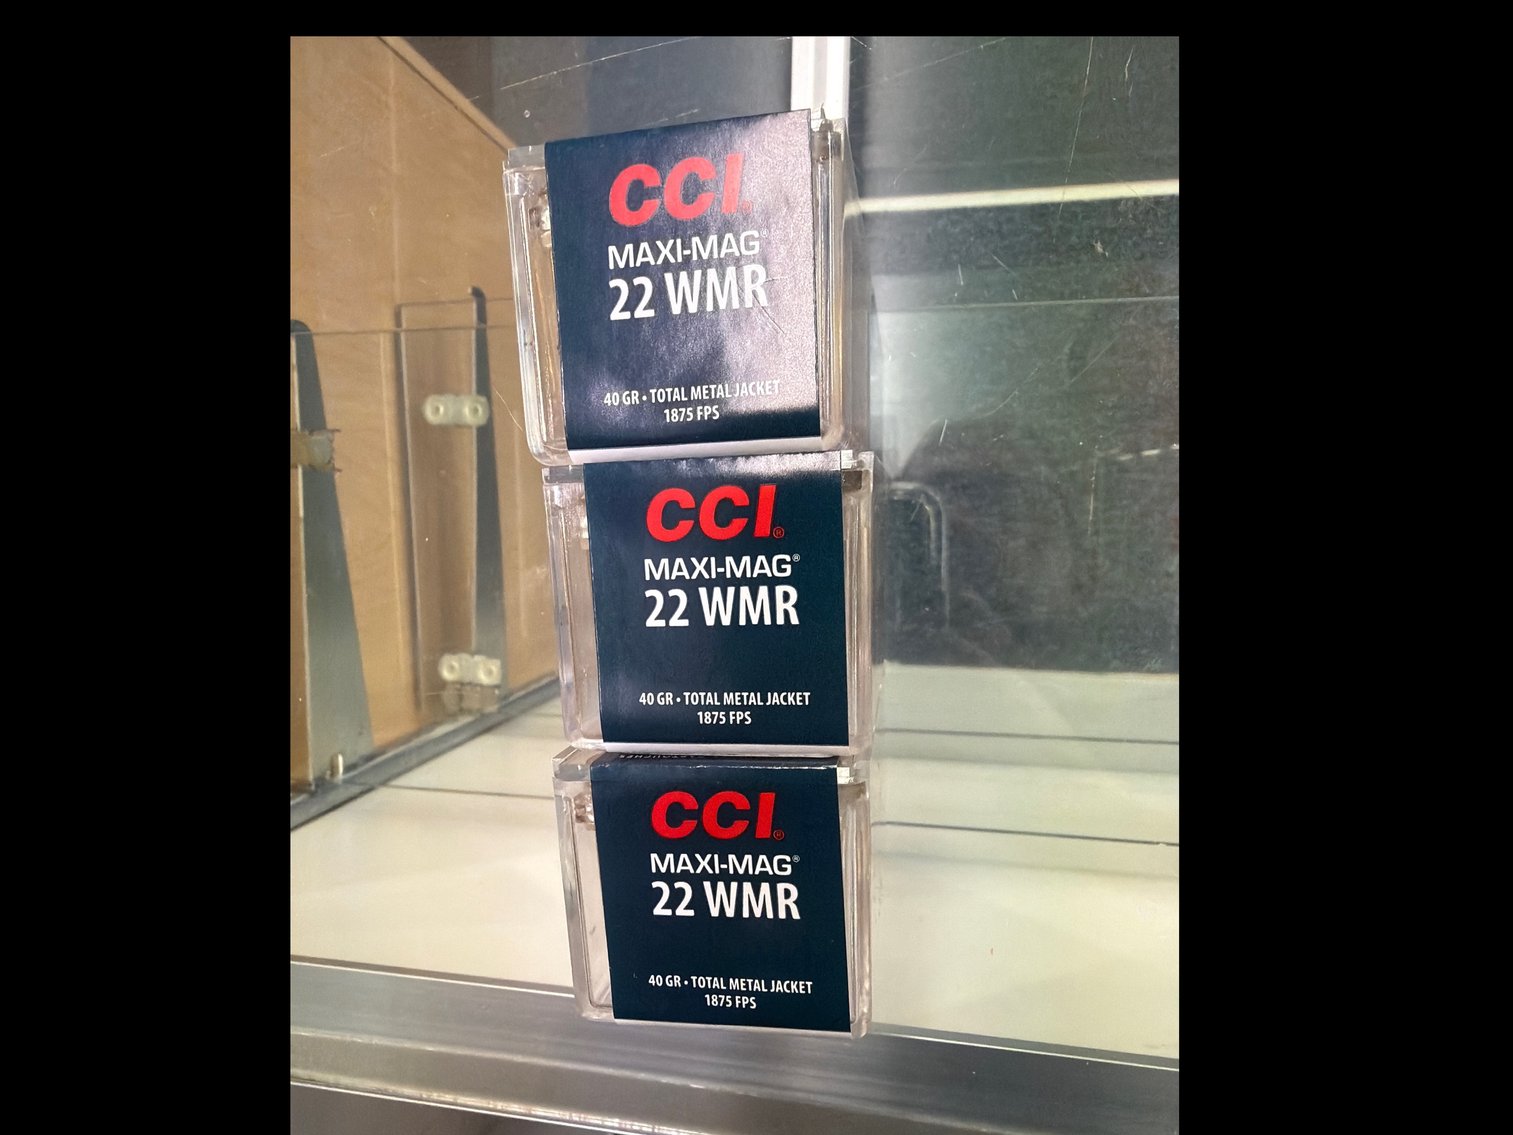 CCI
MAXI-MAG®
22 WMR
40 GR • TOTAL METAL JACKET
1875 FPS
CCI®
MAXI-MAG®
22 WMR
40 GR • TOTAL METAL JACKET
1875 FPS
CCI®
MAXI-MAG®
22 WMR
40 GR • TOTAL METAL JACKET
1875 FPS